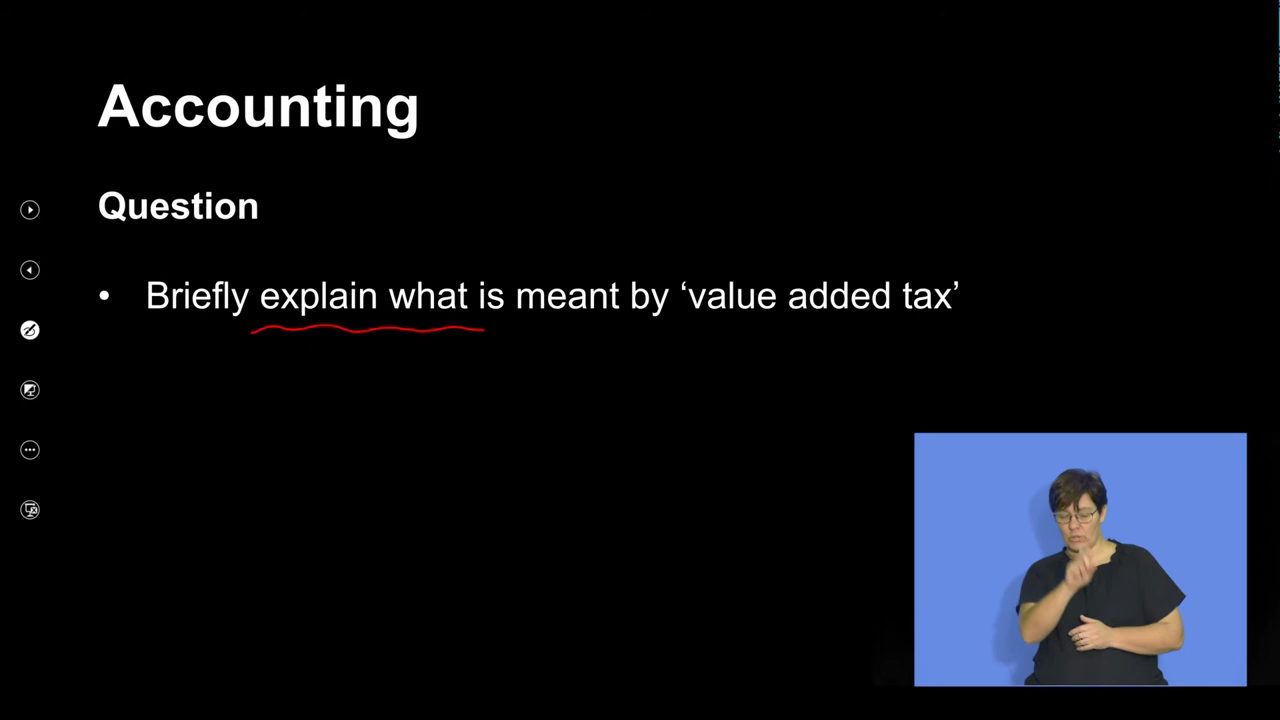 Accounting
Question
• Briefly explain what is meant by ‘value added tax’